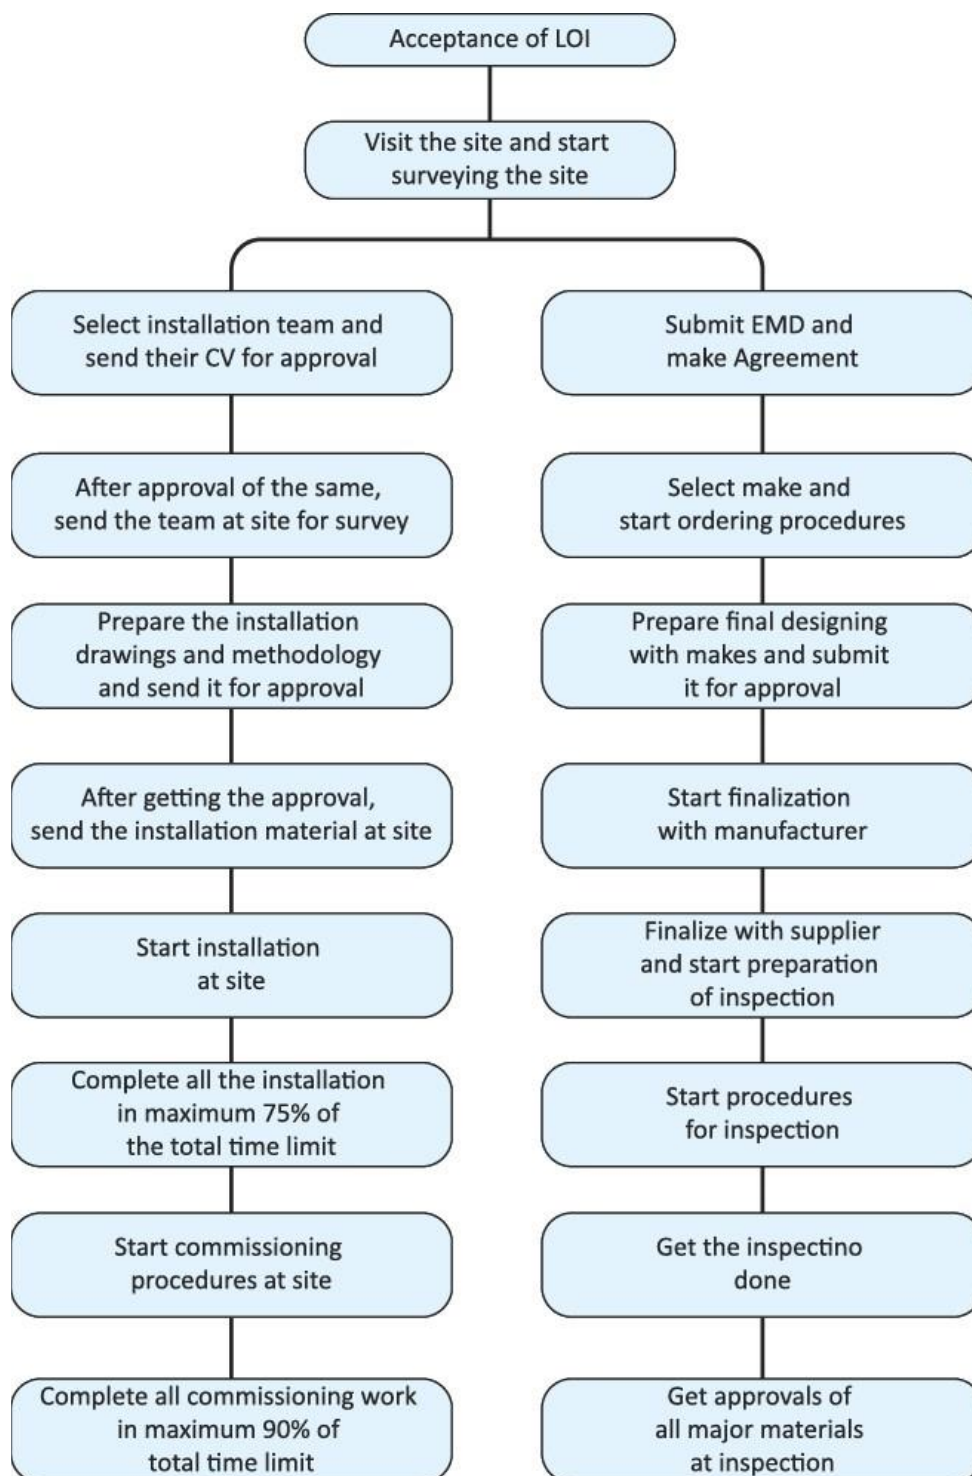 Acceptance of LOI
Visit the site and start
surveying the site
Select installation team and
send their CV for approval
After approval of the same,
send the team at site for survey
Prepare the installation
drawings and methodology
and send it for approval
After getting the approval,
send the installation material at site
Start installation
at site
Complete all the installation
in maximum 75% of
the total time limit
Start commissioning
procedures at site
Complete all commissioning work
in maximum 90% of
total time limit
Submit EMD and
make Agreement
Select make and
start ordering procedures
Prepare final designing
with makes and submit
it for approval
Start finalization
with manufacturer
Finalize with supplier
and start preparation
of inspection
Start procedures
for inspection
Get the inspectino
done
Get approvals of
all major materials
at inspection